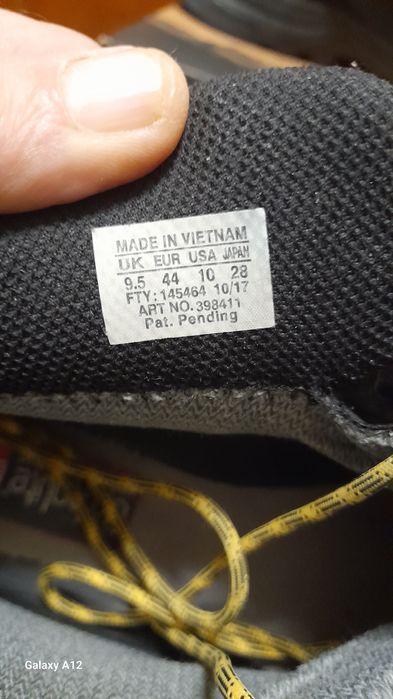 MADE IN VIETNAM
UK EUR USA JAPAN
9.5 44 10 28
FTY: 145464 10/17
ART NO. 398411
Pat. Pending
Galaxy A12